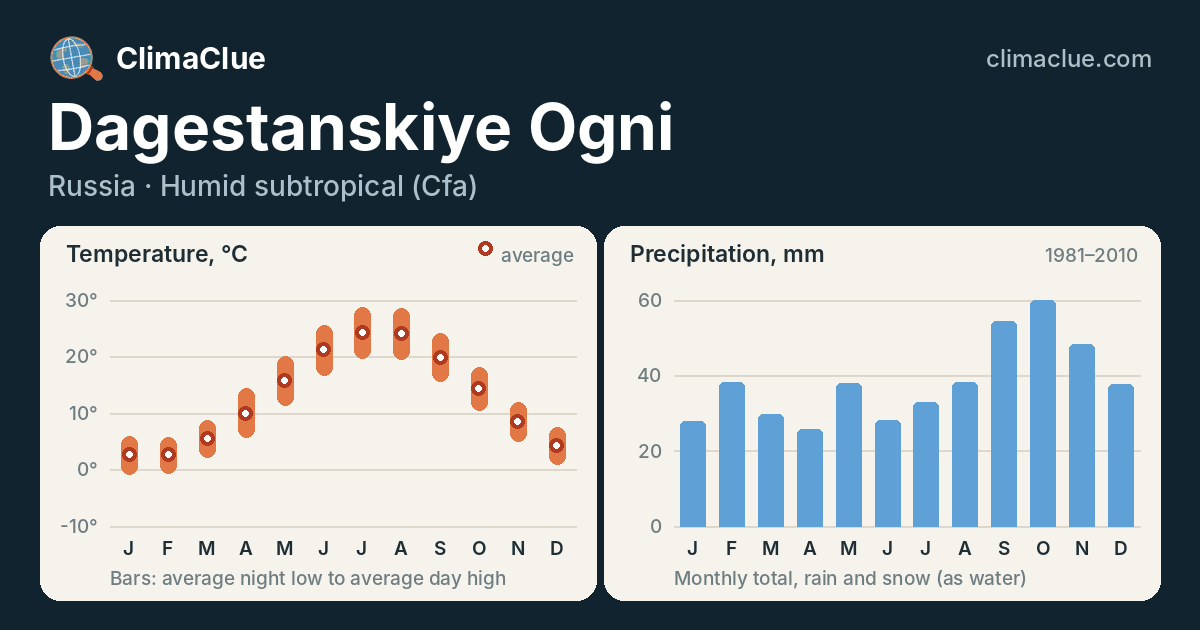 ClimaClue
climaclue.com
Dagestanskiye Ogni
Russia · Humid subtropical (Cfa)
Temperature, °C
average
30°
20°
10°
0°
-10°
J F M A M J J A S O N D
Bars: average night low to average day high
Precipitation, mm
1981–2010
60
40
20
0
J F M A M J J A S O N D
Monthly total, rain and snow (as water)